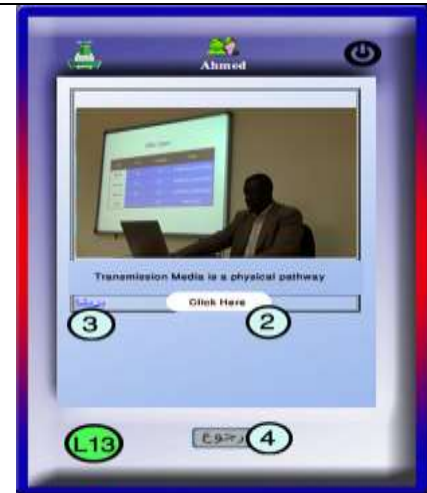 Ahmed
Transmission Media is a physical pathway
Click Here
3
2
L13
رجوع
4